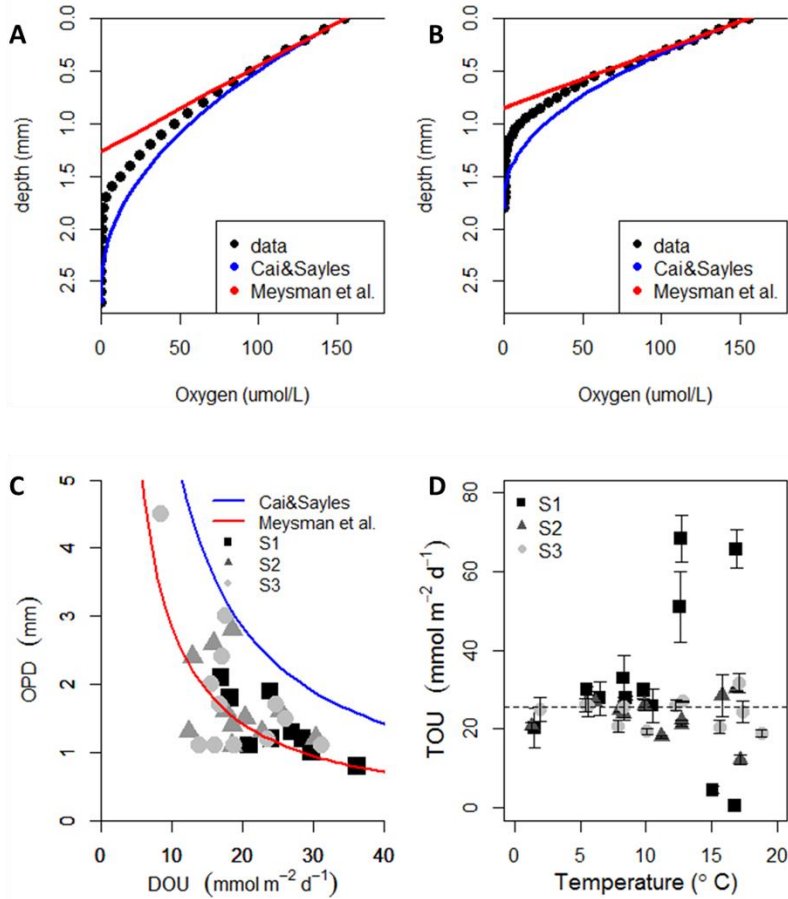 A
0.0
0.5
1.0
1.5
2.0
2.5
depth (mm)
data
Cai&Sayles
Meysman et al.
0 50 100 150
Oxygen (umol/L)
B
0.0
0.5
1.0
1.5
2.0
2.5
depth (mm)
data
Cai&Sayles
Meysman et al.
0 50 100 150
Oxygen (umol/L)
C
5
4
3
2
1
0
OPD (mm)
Cai&Sayles
Meysman et al.
S1
S2
S3
0 10 20 30 40
DOU (mmol m−2 d−1)
D
80
60
40
20
0
TOU (mmol m−2 d−1)
S1
S2
S3
0 5 10 15 20
Temperature (° C)